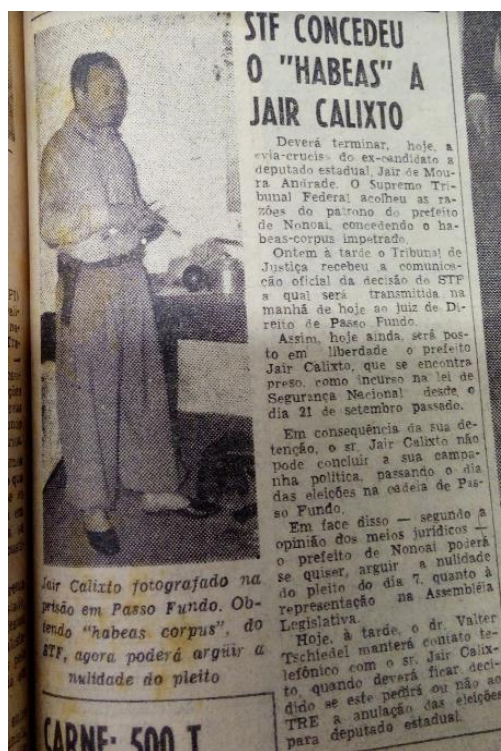 STF CONCEDEU
O "HABEAS" A
JAIR CALIXTO
Deverá terminar, hoje, a
«via-crucis» do ex-candidato a
deputado estadual, Jair de Mou-
ra Andrade. O Supremo Tri-
bunal Federal acolheu as ra-
zões do patrono do prefeito
de Nonoai, concedendo o ha-
beas-corpus impetrado.
Ontem à tarde o Tribunal de
Justiça recebeu a comunica-
ção oficial da decisão do STF
a qual será transmitida na
manhã de hoje ao juiz de Di-
reito de Passo Fundo.
Assim, hoje ainda, será pos-
to em liberdade o prefeito
Jair Calixto, que se encontra
preso, como incurso na lei de
Segurança Nacional desde o
dia 21 de setembro passado.
Em consequência da sua de-
tenção, o sr. Jair Calixto não
pode concluir a sua campa-
nha política, passando o dia
das eleições na cadeia de Pas-
so Fundo.
Em face disso — segundo a
opinião dos meios jurídicos —
o prefeito de Nonoai poderá
se quiser, arguir a nulidade
do pleito do dia 7, quanto à
representação na Assembléia
Legislativa.
Hoje, à tarde, o dr. Valter
Tschiedel manterá contato te-
lefônico com o sr. Jair Calix-
to, quando deverá ficar deci-
dido se este pedirá ou não ao
TRE a anulação das eleições
para deputado estadual.
Jair Calixto fotografado na
prisão em Passo Fundo. Ob-
tendo "habeas corpus", do
STF, agora poderá argüir a
nulidade do pleito
CARNE: 500 T